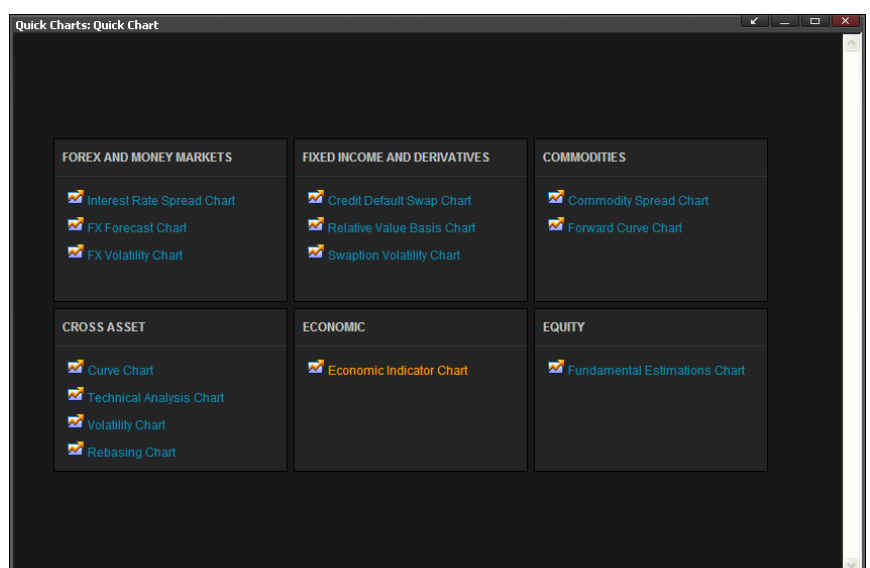 Quick Charts: Quick Chart
FOREX AND MONEY MARKETS
Interest Rate Spread Chart
FX Forecast Chart
FX Volatility Chart
FIXED INCOME AND DERIVATIVES
Credit Default Swap Chart
Relative Value Basis Chart
Swaption Volatility Chart
COMMODITIES
Commodity Spread Chart
Forward Curve Chart
CROSS ASSET
Curve Chart
Technical Analysis Chart
Volatility Chart
Rebasing Chart
ECONOMIC
Economic Indicator Chart
EQUITY
Fundamental Estimations Chart